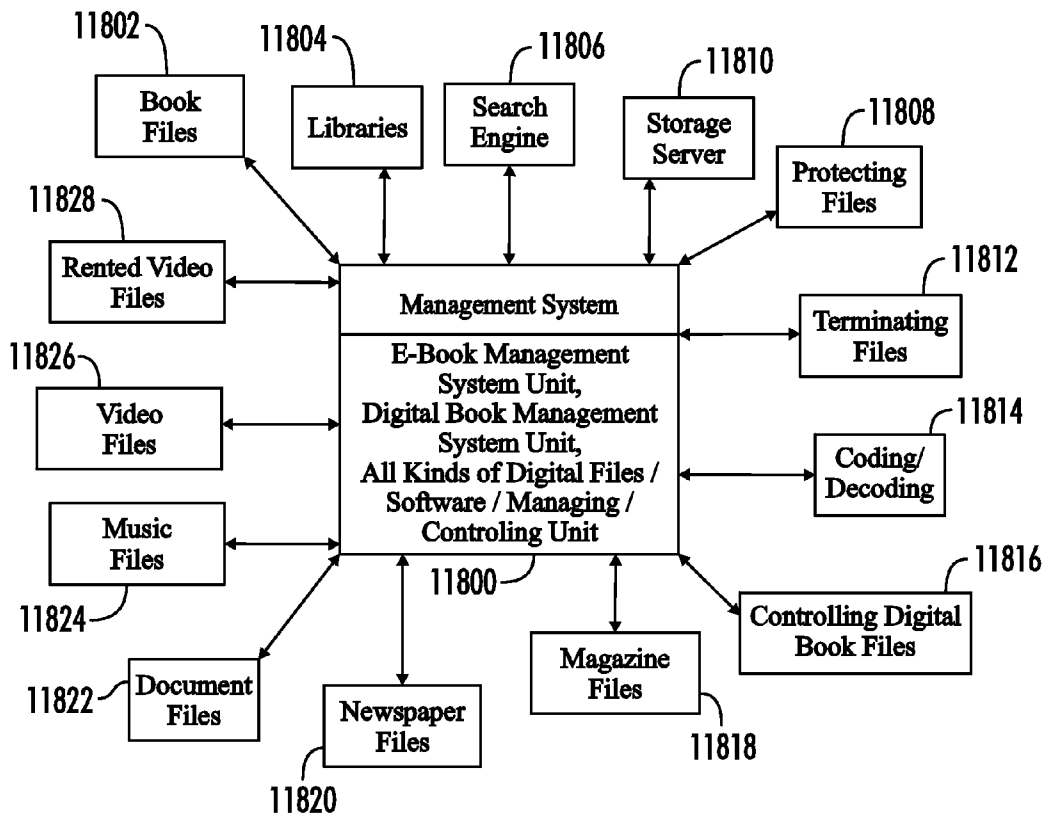 11802
Book
Files
11804
Libraries
11806
Search
Engine
11810
Storage
Server
11808
Protecting
Files
11828
Rented Video
Files
11812
Terminating
Files
Management System
E-Book Management
System Unit,
Digital Book Management
System Unit,
All Kinds of Digital Files /
Software / Managing /
Controling Unit
11800
11826
Video
Files
11814
Coding/
Decoding
Music
Files
11824
11816
Controlling Digital
Book Files
11822
Document
Files
Newspaper
Files
11820
Magazine
Files
11818